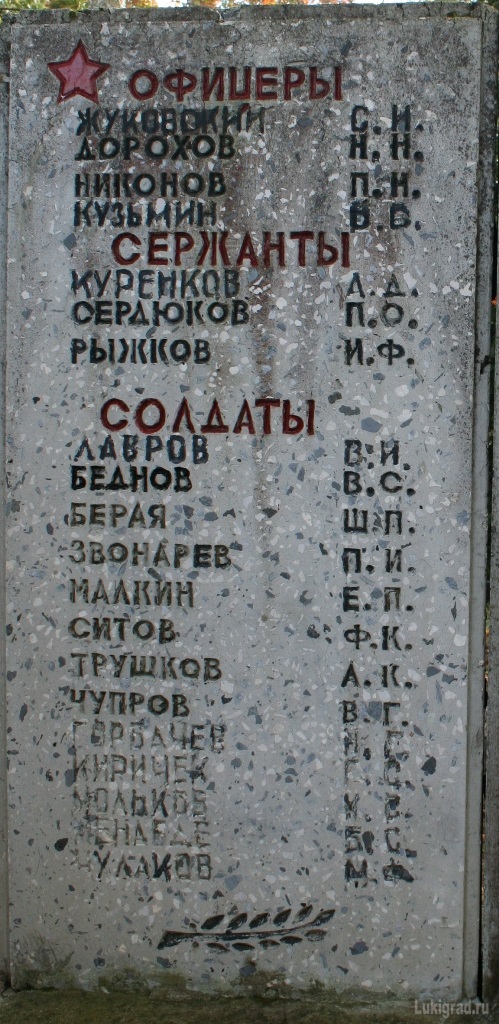 ОФИЦЕРЫ
ЖУКОВСКИЙ С. И.
ДОРОХОВ Н. Н.
НИКОНОВ П. Н.
КУЗЬМИН
СЕРЖАНТЫ
КУРЕНКОВ А. Д.
СЕРДЮКОВ П. О.
РЫЖКОВ И. Ф.
СОЛДАТЫ
ЛАВРОВ В. И.
БЕДНОВ В. С.
БЕРАЯ Ш. П.
ЗВОНАРЕВ П. И.
МАЛКИН Е. П.
СИТОВ Ф. К.
ТРУШКОВ А. К.
ЧУПРОВ В. Г.
ГОРБАЧЕВ
КИРИЧЕК
Б. С.
М. Ф.
Lukigrad.ru